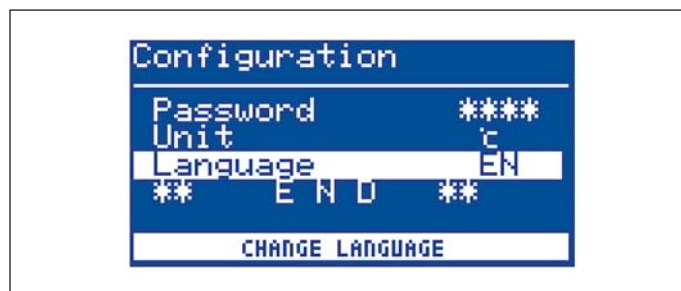 Configuration
Password ****
Unit °C
Language EN
** E N D **
CHANGE LANGUAGE